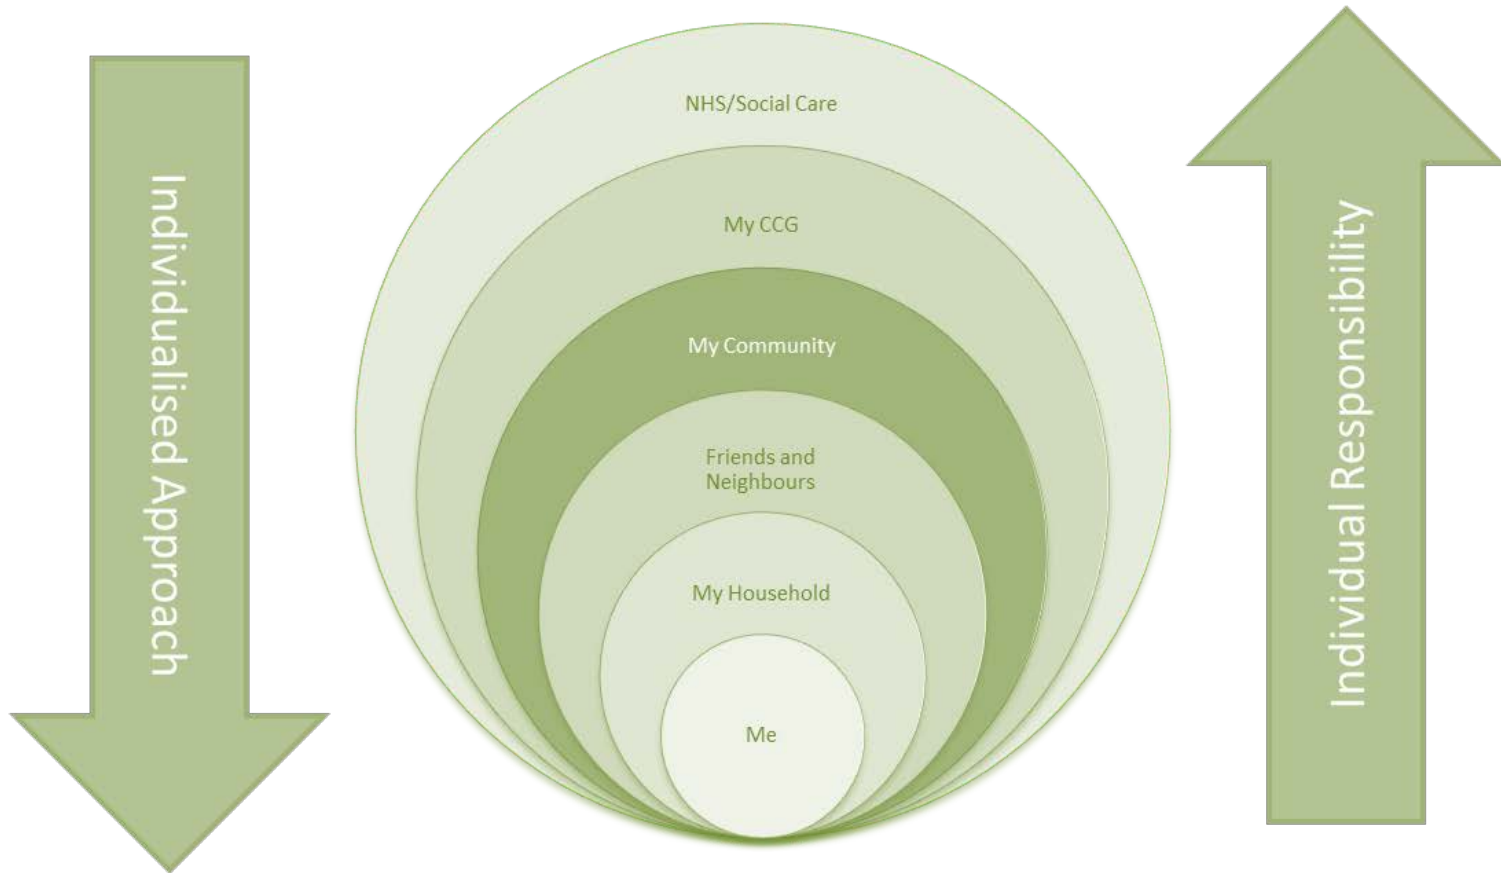 Individualised Approach
NHS/Social Care
My CCG
My Community
Friends and
Neighbours
My Household
Me
Individual Responsibility